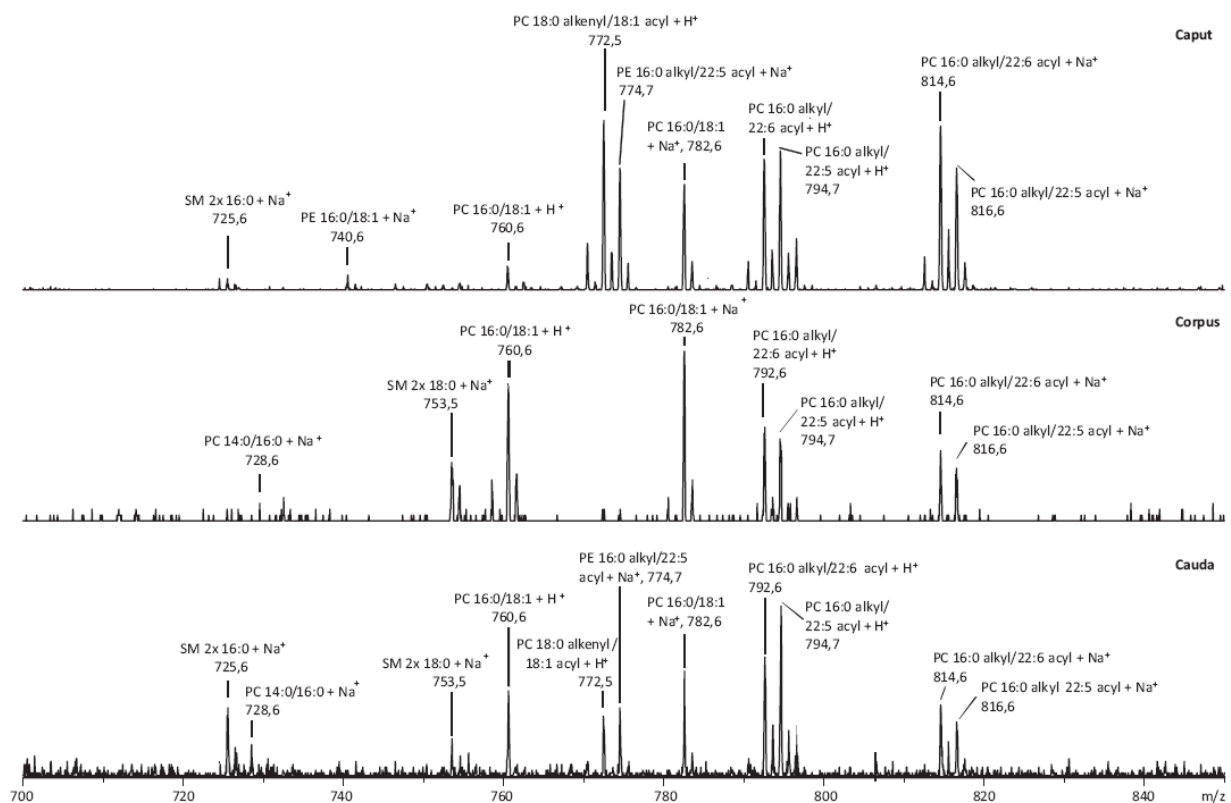 PC 18:0 alkenyl/18:1 acyl + H⁺
772,5
Caput
PE 16:0 alkyl/22:5 acyl + Na⁺
774,7
PC 16:0 alkyl/22:6 acyl + Na⁺
814,6
PC 16:0/18:1
+ Na⁺, 782,6
PC 16:0 alkyl/
22:6 acyl + H⁺
PC 16:0 alkyl/
22:5 acyl + H⁺
794,7
PC 16:0 alkyl/22:5 acyl + Na⁺
816,6
SM 2x 16:0 + Na⁺
725,6
PE 16:0/18:1 + Na⁺
740,6
PC 16:0/18:1 + H⁺
760,6
PC 16:0/18:1 + Na⁺
782,6
Corpus
PC 16:0/18:1 + H⁺
760,6
PC 16:0 alkyl/
22:6 acyl + H⁺
792,6
SM 2x 18:0 + Na⁺
753,5
PC 16:0 alkyl/22:6 acyl + Na⁺
814,6
PC 16:0 alkyl/
22:5 acyl + H⁺
794,7
PC 14:0/16:0 + Na⁺
728,6
PC 16:0 alkyl/22:5 acyl + Na⁺
816,6
PE 16:0 alkyl/22:5
acyl + Na⁺, 774,7
Cauda
PC 16:0 alkyl/22:6 acyl + H⁺
792,6
PC 16:0/18:1 + H⁺
760,6
PC 16:0/18:1
+ Na⁺, 782,6
PC 16:0 alkyl/
22:5 acyl + H⁺
794,7
SM 2x 16:0 + Na⁺
725,6
PC 18:0 alkenyl/
18:1 acyl + H⁺
772,5
SM 2x 18:0 + Na⁺
753,5
PC 14:0/16:0 + Na⁺
728,6
PC 16:0 alkyl/22:6 acyl + Na⁺
814,6
PC 16:0 alkyl 22:5 acyl + Na⁺
816,6
700 720 740 760 780 800 820 840 m/z